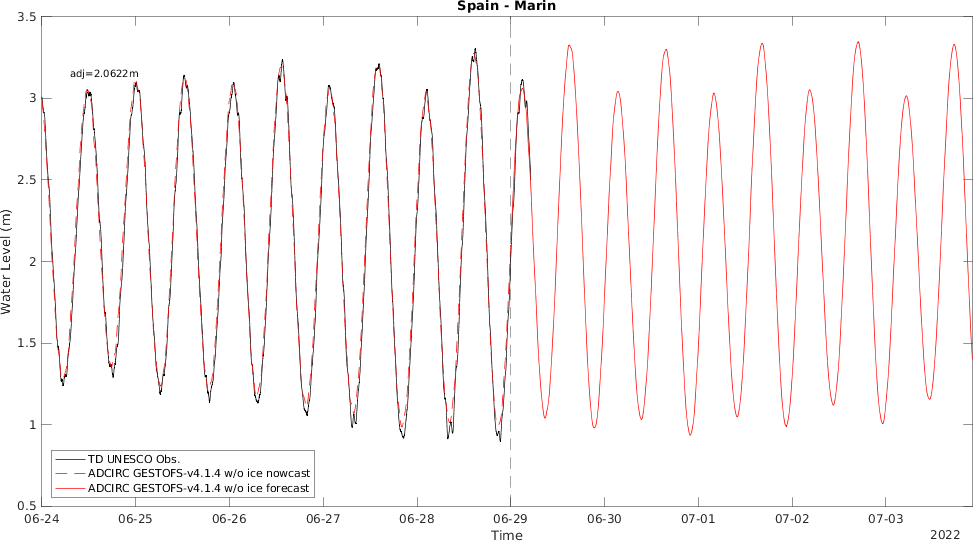 Spain - Marin
3.5
adj=2.0622m
3
2.5
2
1.5
1
0.5
Water Level (m)
TD UNESCO Obs.
ADCIRC GESTOFS-v4.1.4 w/o ice nowcast
ADCIRC GESTOFS-v4.1.4 w/o ice forecast
06-24 06-25 06-26 06-27 06-28 06-29 06-30 07-01 07-02 07-03
Time
2022